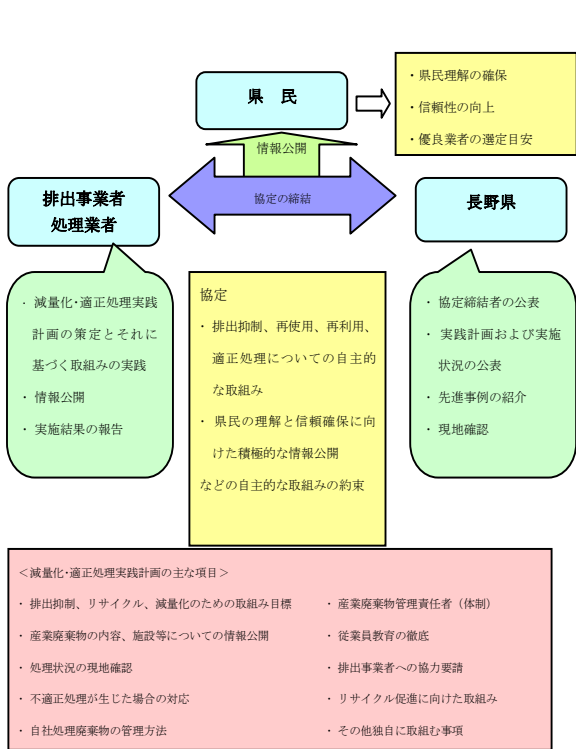 県　民
・県民理解の確保
・信頼性の向上
・優良業者の選定目安
情報公開
協定の締結
排出事業者
処理業者
長野県
・ 減量化・適正処理実践
計画の策定とそれに
基づく取組みの実践
・ 情報公開
・ 実施結果の報告
協定
・ 排出抑制、再使用、再利用、
適正処理についての自主的
な取組み
・ 県民の理解と信頼確保に向
けた積極的な情報公開
などの自主的な取組みの約束
・ 協定締結者の公表
・ 実践計画および実施
状況の公表
・ 先進事例の紹介
・ 現地確認
＜減量化・適正処理実践計画の主な項目＞
・ 排出抑制、リサイクル、減量化のための取組み目標
・ 産業廃棄物の内容、施設等についての情報公開
・ 処理状況の現地確認
・ 不適正処理が生じた場合の対応
・ 自社処理廃棄物の管理方法
・ 産業廃棄物管理責任者（体制）
・ 従業員教育の徹底
・ 排出事業者への協力要請
・ リサイクル促進に向けた取組み
・ その他独自に取組む事項